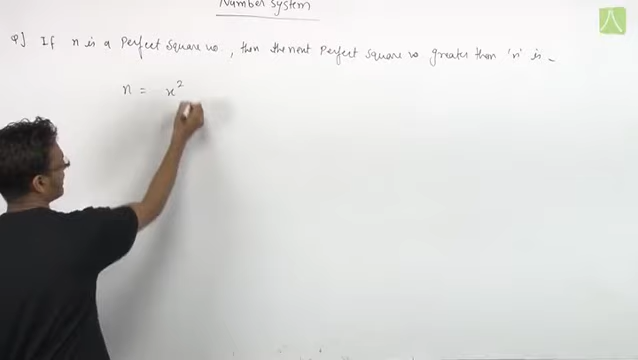 Number System
Q] If n is a Perfect Square no, then the next Perfect Square no greater than 'n' is -
n = x²